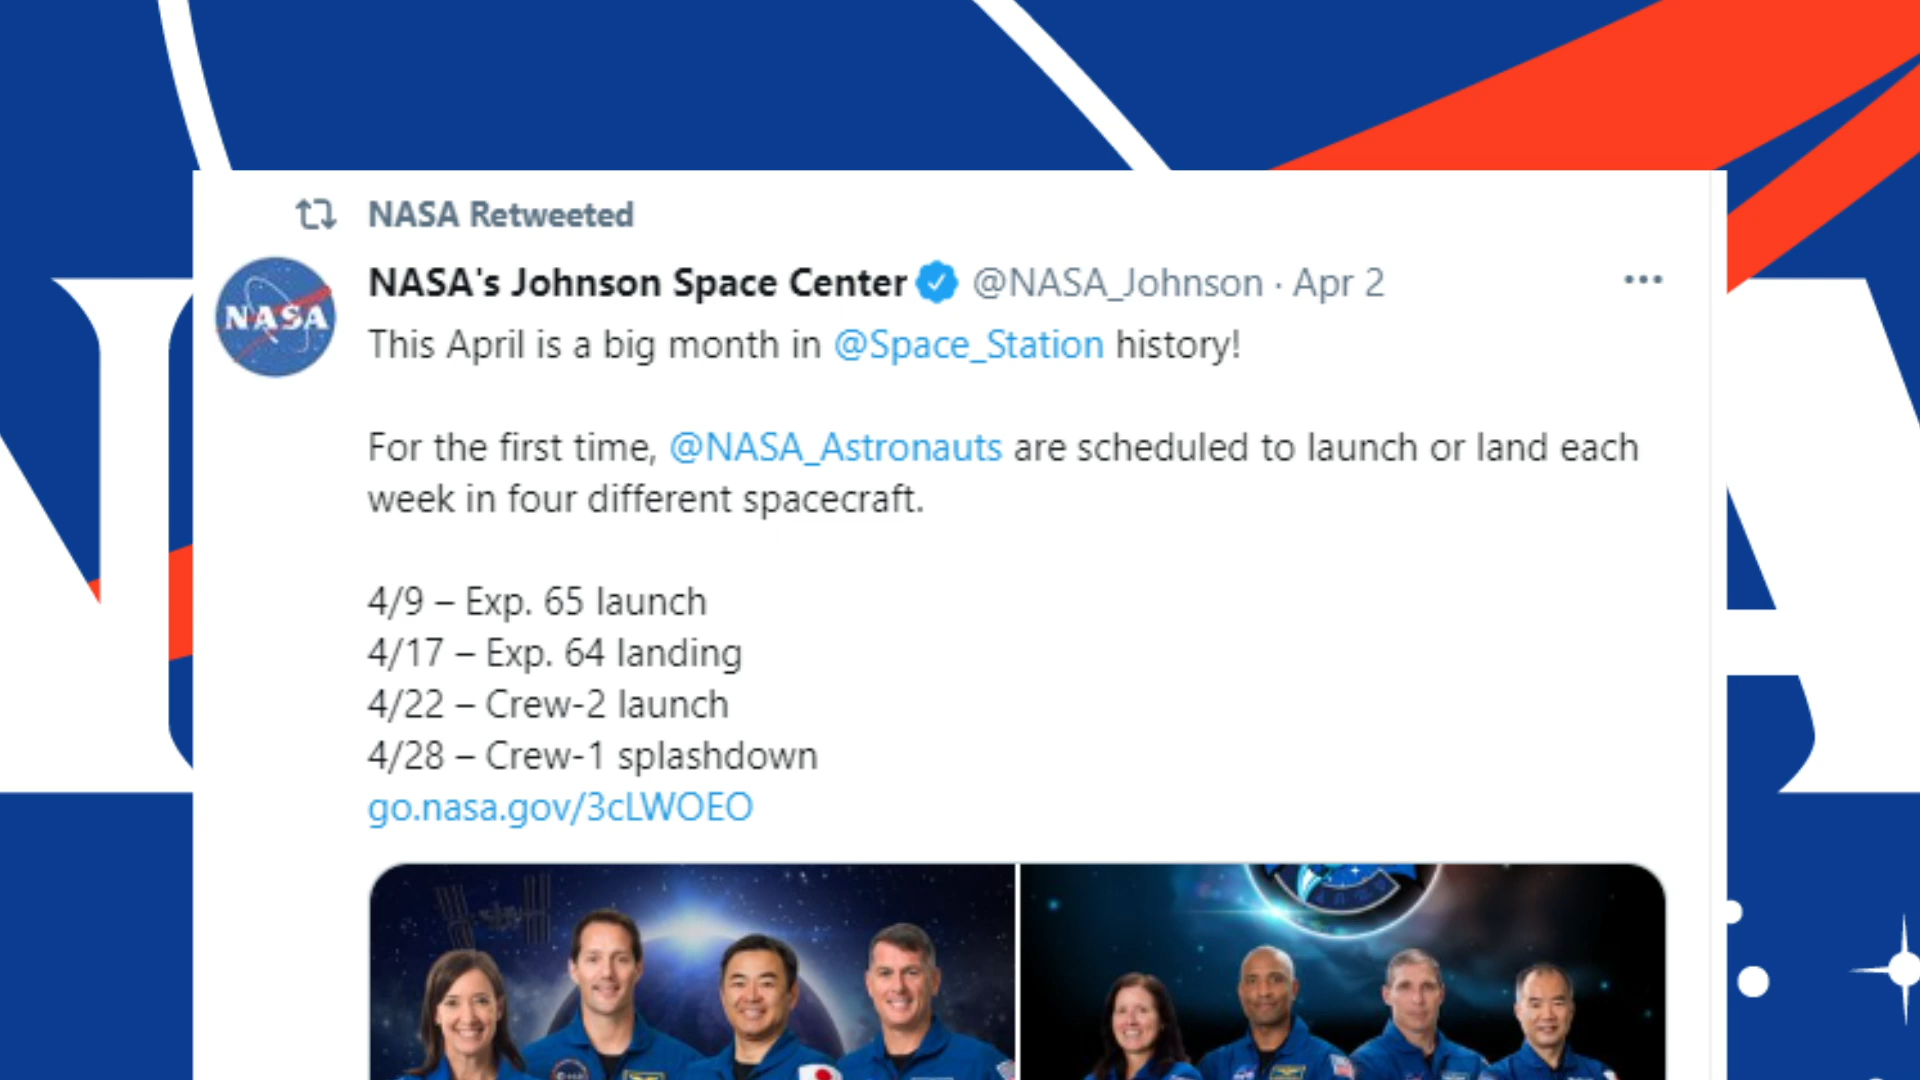 NASA Retweeted
NASA's Johnson Space Center @NASA_Johnson · Apr 2
NASA
This April is a big month in @Space_Station history!
For the first time, @NASA_Astronauts are scheduled to launch or land each
week in four different spacecraft.
4/9 – Exp. 65 launch
4/17 – Exp. 64 landing
4/22 – Crew-2 launch
4/28 – Crew-1 splashdown
go.nasa.gov/3cLWOEO